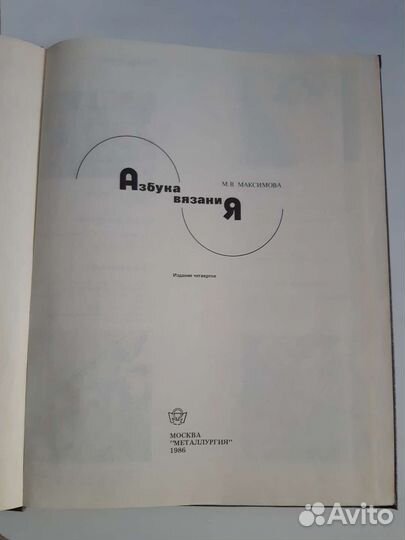 М.В. МАКСИМОВА
Азбука
вязаниЯ
Издание четвертое
МОСКВА
"МЕТАЛЛУРГИЯ"
1986
Avito